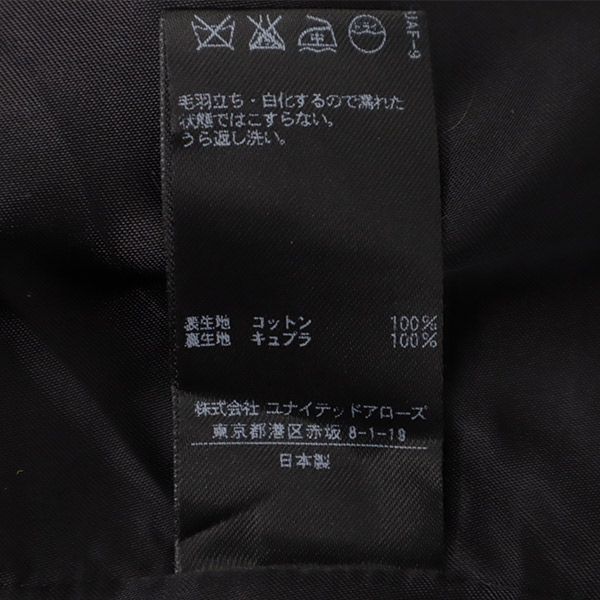 UAF-9
毛羽立ち・白化するので濡れた
状態ではこすらない。
うら返し洗い。
表生地 コットン 100%
裏生地 キュプラ 100%
株式会社 ユナイテッドアローズ
東京都港区赤坂 8-1-19
日本製